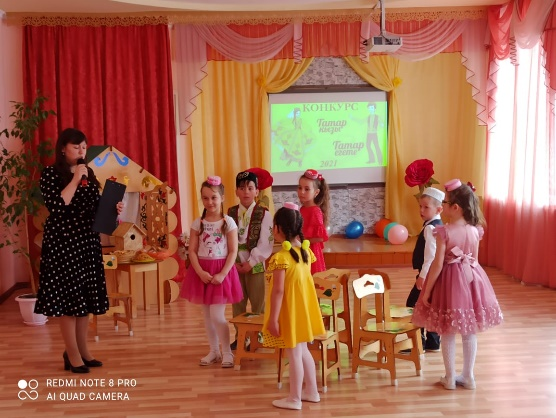 КОНКУРС
Татар
кызы
Татар
егете
2021
REDMI NOTE 8 PRO
AI QUAD CAMERA